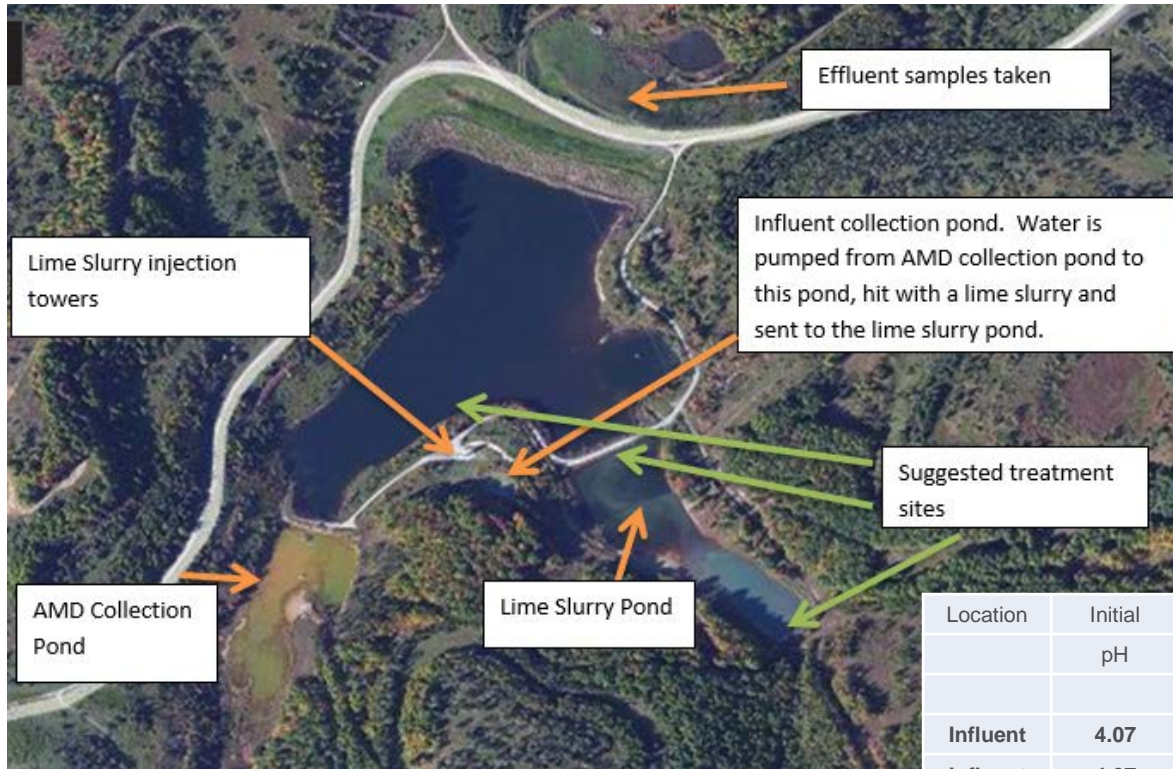 Effluent samples taken
Influent collection pond. Water is
pumped from AMD collection pond to
this pond, hit with a lime slurry and
sent to the lime slurry pond.
Lime Slurry injection
towers
Suggested treatment
sites
AMD Collection
Pond
Lime Slurry Pond
Location Initial
pH
Influent 4.07